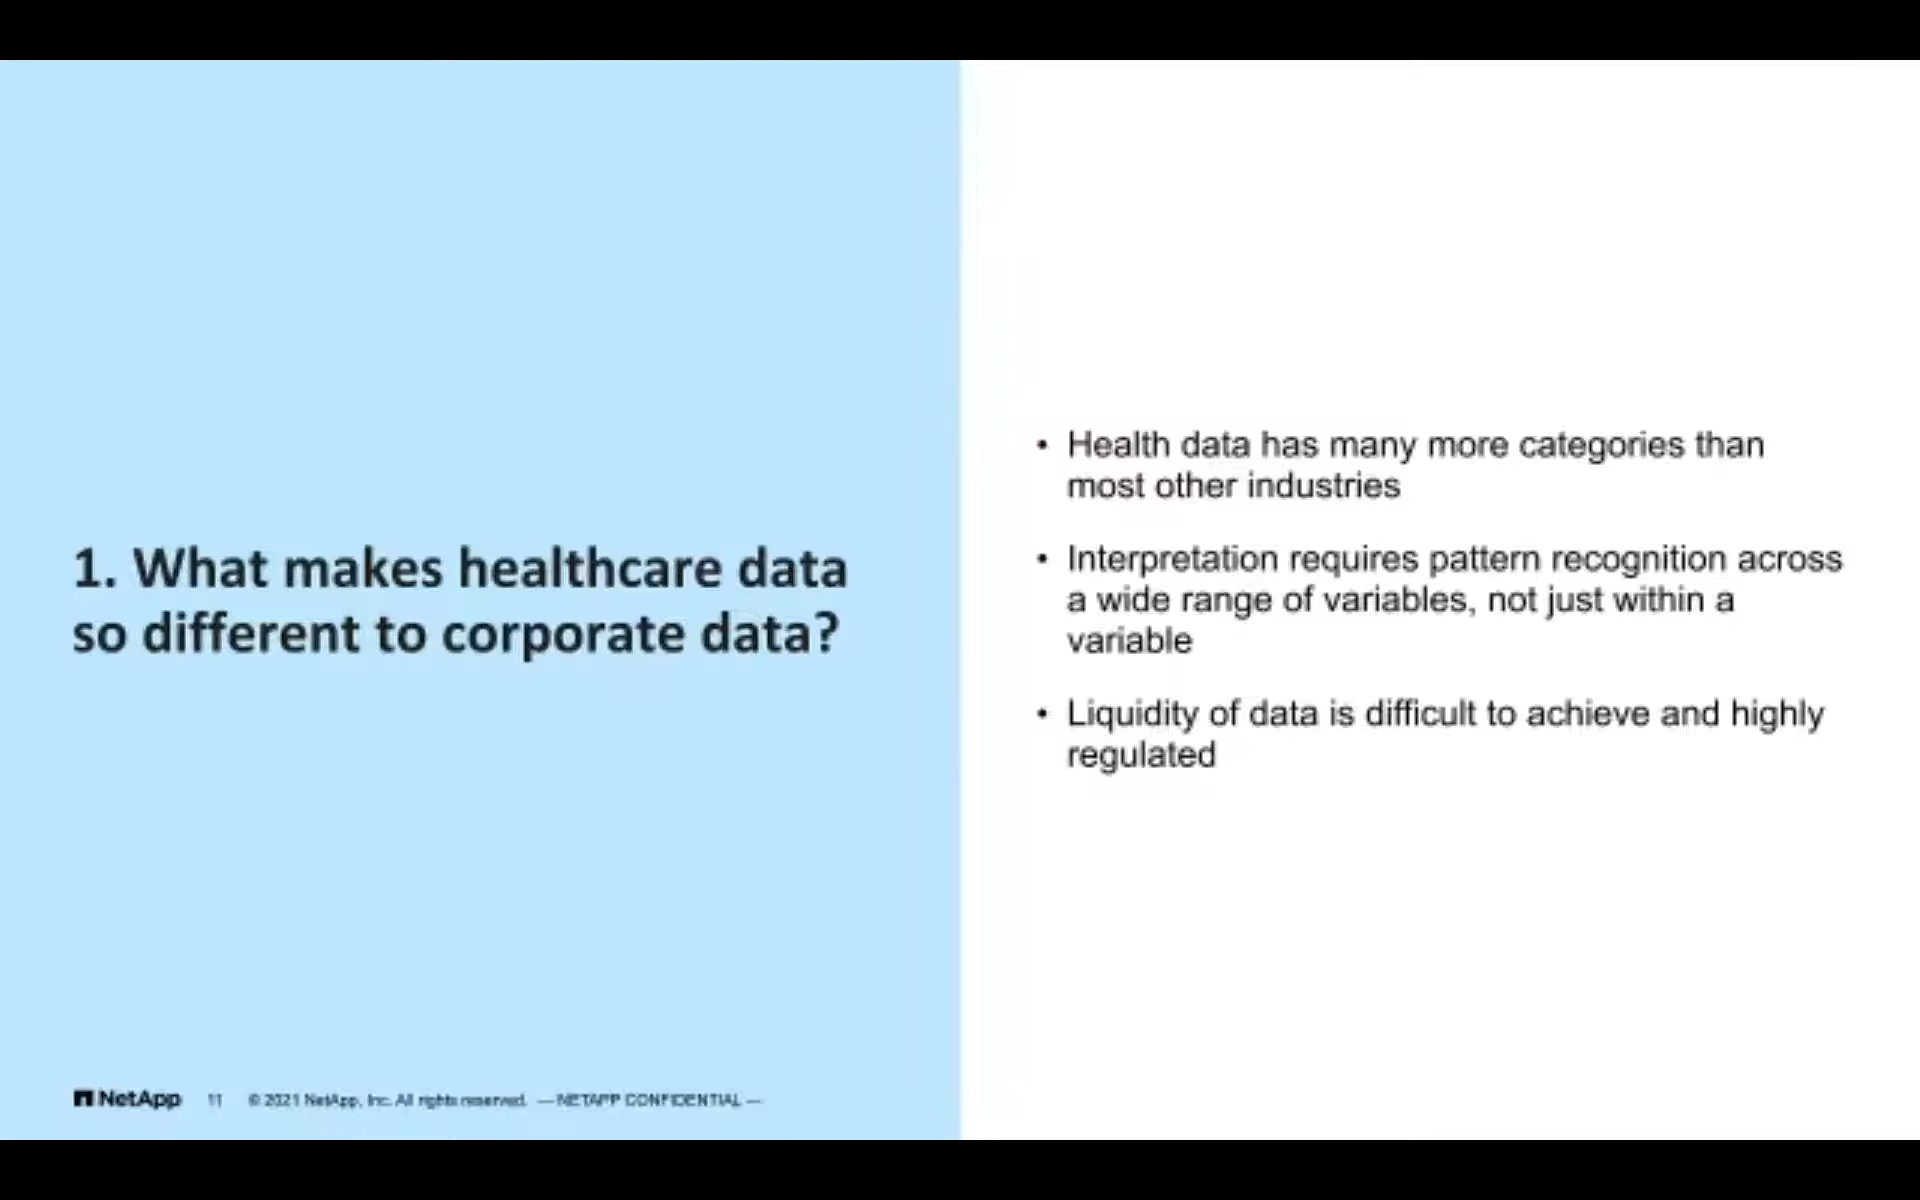 1. What makes healthcare data
so different to corporate data?
• Health data has many more categories than
most other industries
• Interpretation requires pattern recognition across
a wide range of variables, not just within a
variable
• Liquidity of data is difficult to achieve and highly
regulated
NetApp 11 © 2021 NetApp, Inc. All rights reserved. — NETAPP CONFIDENTIAL —